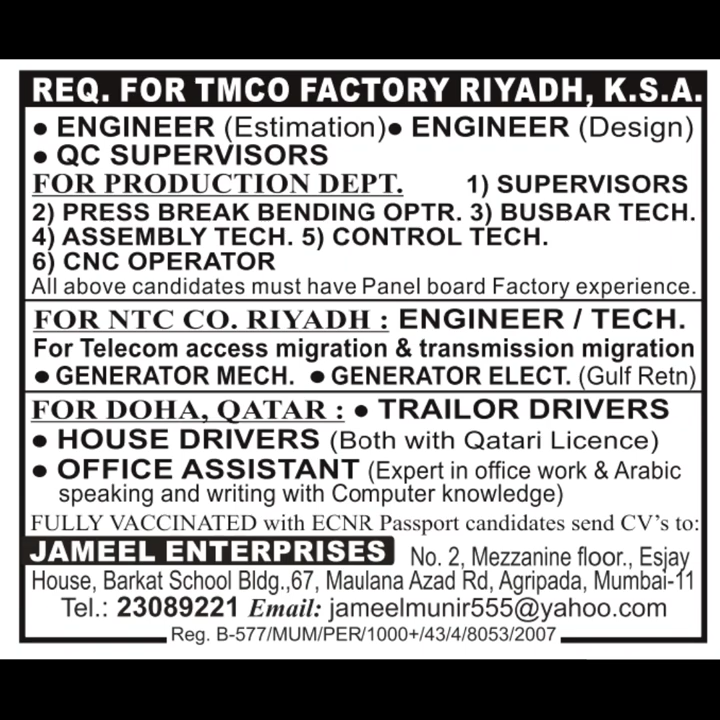 REQ. FOR TMCO FACTORY RIYADH, K.S.A.
● ENGINEER (Estimation)● ENGINEER (Design)
● QC SUPERVISORS
FOR PRODUCTION DEPT. 1) SUPERVISORS
2) PRESS BREAK BENDING OPTR. 3) BUSBAR TECH.
4) ASSEMBLY TECH. 5) CONTROL TECH.
6) CNC OPERATOR
All above candidates must have Panel board Factory experience.
FOR NTC CO. RIYADH : ENGINEER / TECH.
For Telecom access migration & transmission migration
● GENERATOR MECH. ● GENERATOR ELECT. (Gulf Retn)
FOR DOHA, QATAR : ● TRAILOR DRIVERS
● HOUSE DRIVERS (Both with Qatari Licence)
● OFFICE ASSISTANT (Expert in office work & Arabic
speaking and writing with Computer knowledge)
FULLY VACCINATED with ECNR Passport candidates send CV's to:
JAMEEL ENTERPRISES No. 2, Mezzanine floor., Esjay
House, Barkat School Bldg.,67, Maulana Azad Rd, Agripada, Mumbai-11
Tel.: 23089221 Email: jameelmunir555@yahoo.com
Reg. B-577/MUM/PER/1000+/43/4/8053/2007